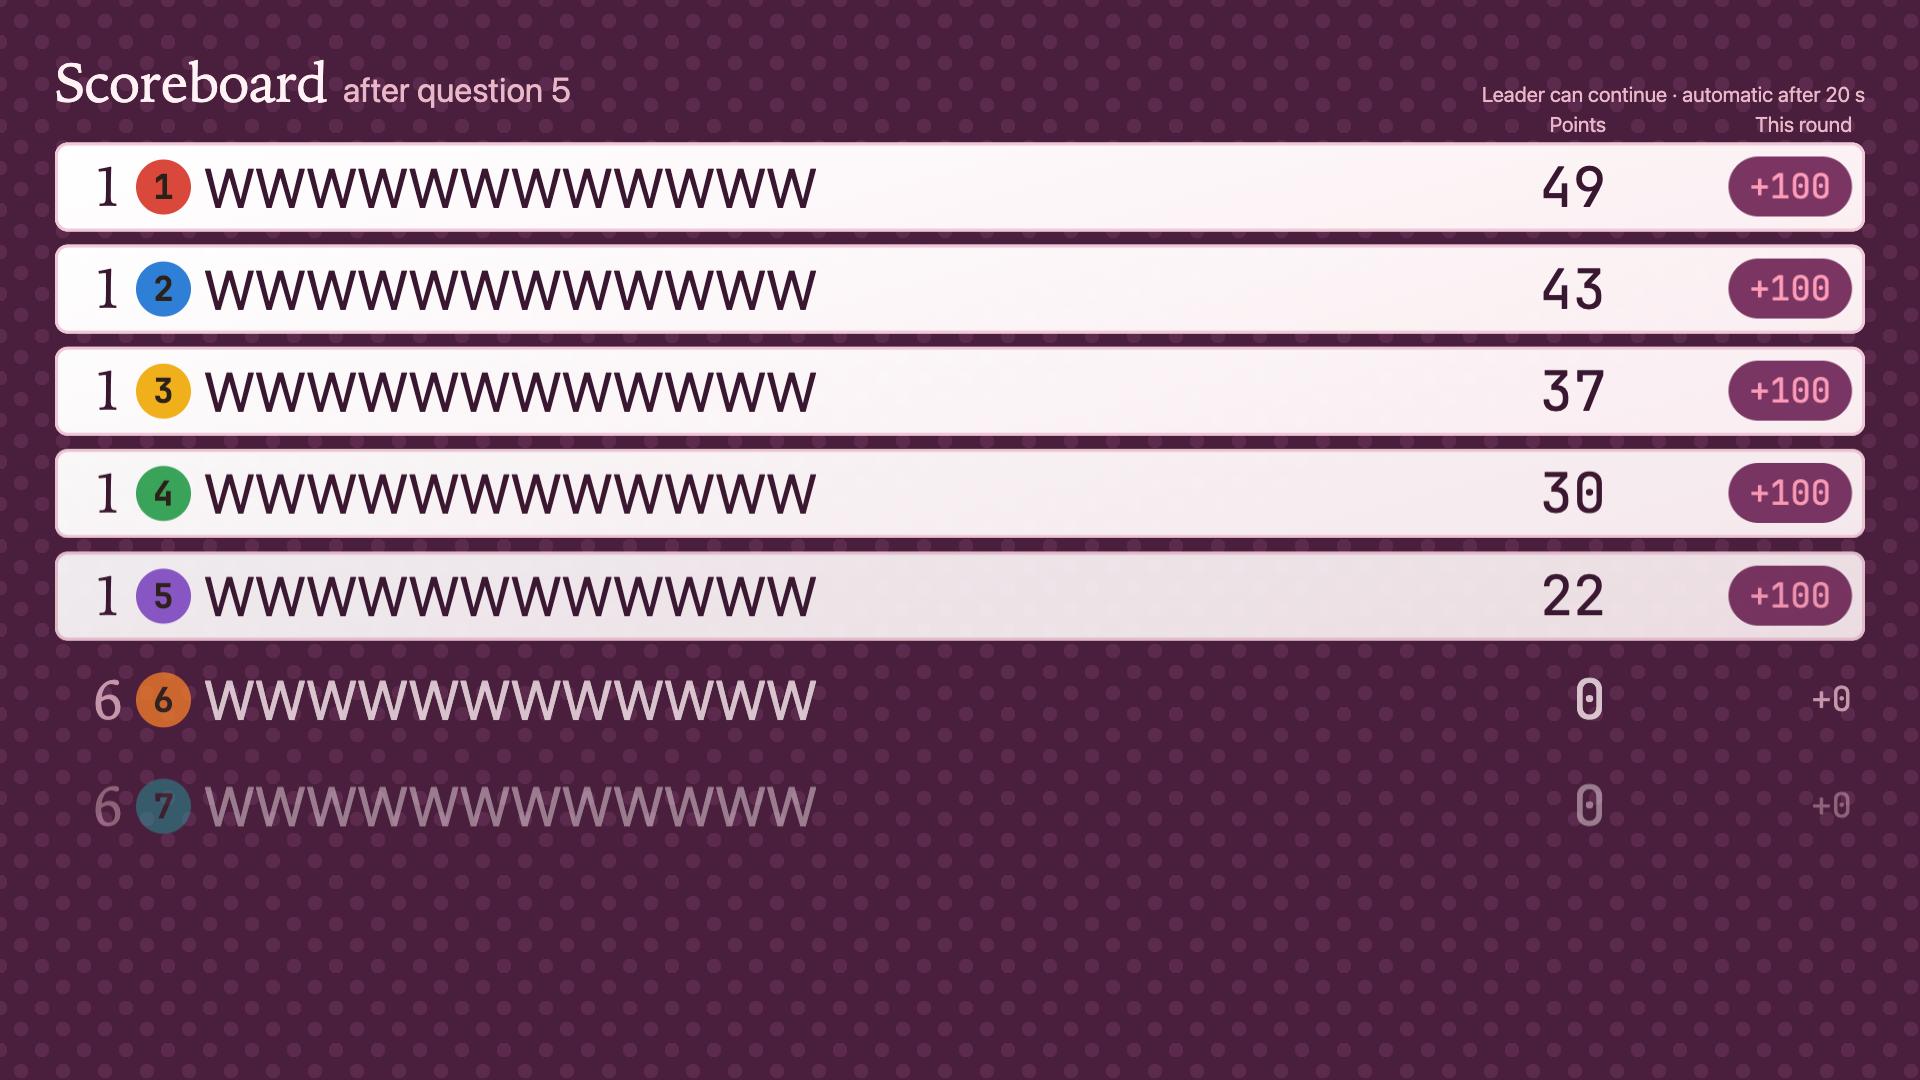 Scoreboard after question 5
Leader can continue · automatic after 20 s
Points This round
1 1 WWWWWWWWWWWW 49 +100
1 2 WWWWWWWWWWWW 43 +100
1 3 WWWWWWWWWWWW 37 +100
1 4 WWWWWWWWWWWW 30 +100
1 5 WWWWWWWWWWWW 22 +100
6 6 WWWWWWWWWWWW 0 +0
6 7 WWWWWWWWWWWW 0 +0